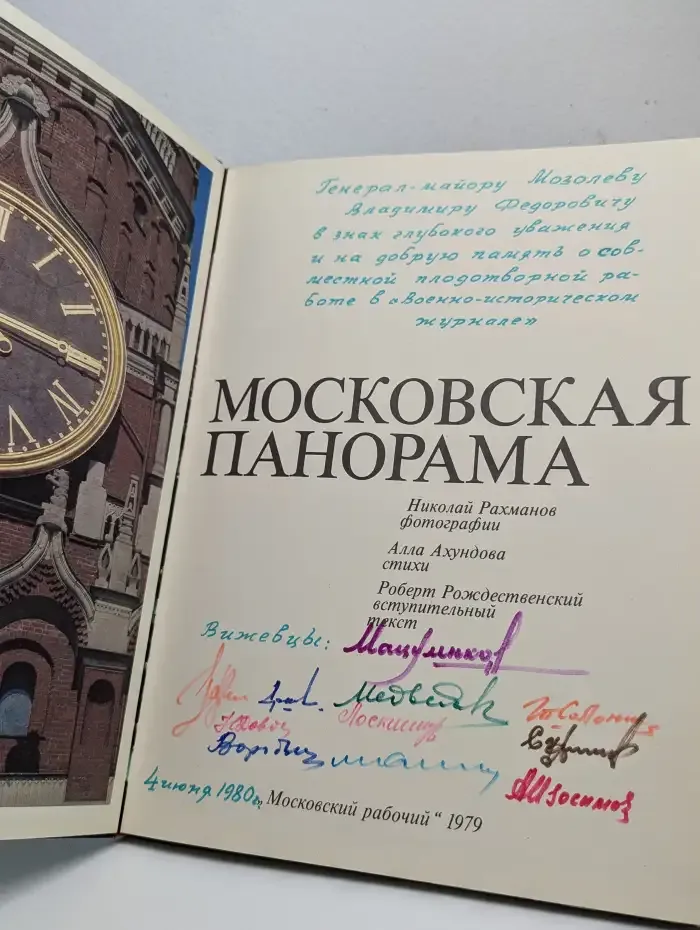 Генерал-майору Мозолеву
Владимиру Федоровичу
в знак глубокого уважения
и на добрую память о сов-
местной плодотворной ра-
боте в «Военно-историческом
журнале»
МОСКОВСКАЯ
ПАНОРАМА
Николай Рахманов
фотографии
Алла Ахундова
стихи
Роберт Рождественский
вступительный
текст
Вижевцы: Мацуленков
Медведяк
4 июня 1980 г.
„Московский рабочий“ 1979